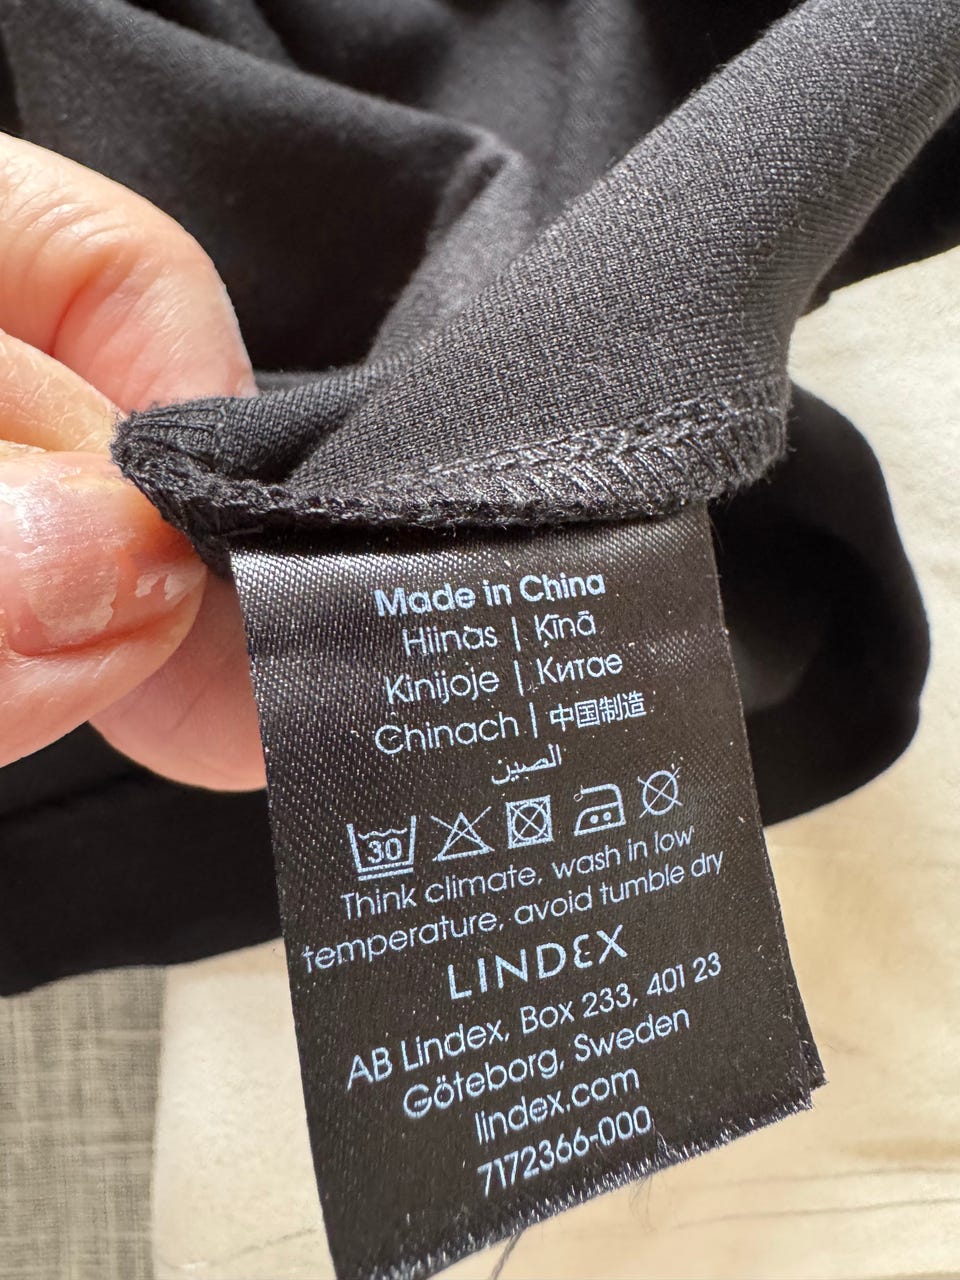 Made in China
Hiinas | Ķīnā
Kinijoje | Китае
Chinach | 中国制造
الصين
30
Think climate, wash in low
temperature, avoid tumble dry
LINDEX
AB Lindex, Box 233, 401 23
Göteborg, Sweden
lindex.com
7172366-000